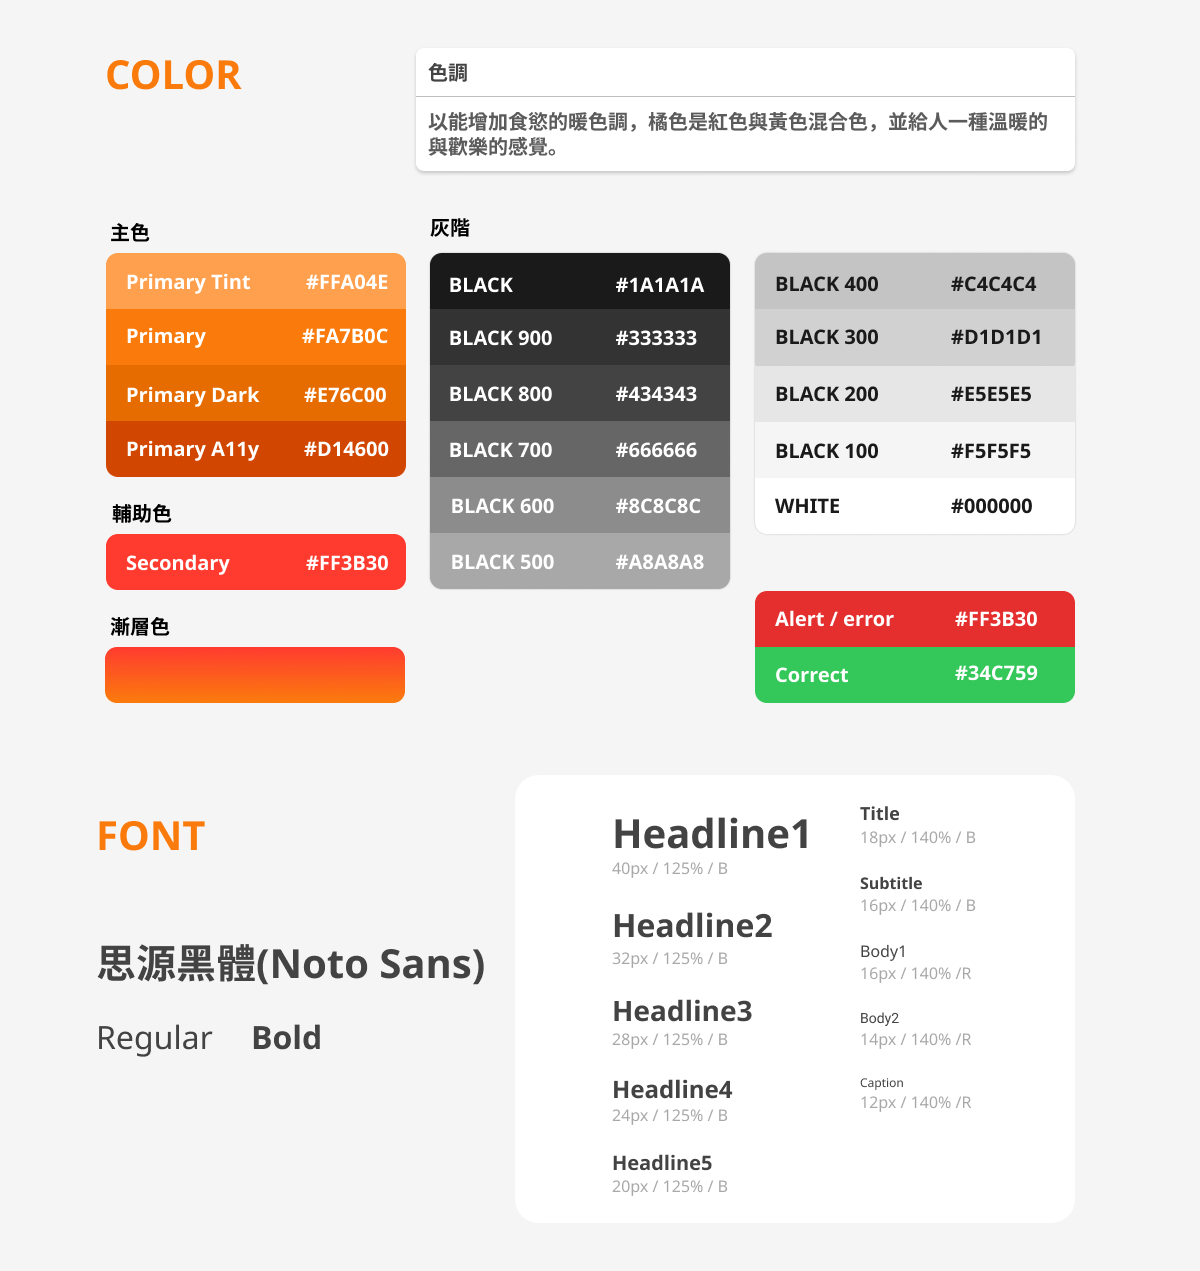 COLOR
色調
以能增加食慾的暖色調，橘色是紅色與黃色混合色，並給人一種溫暖的
與歡樂的感覺。
主色
Primary Tint #FFA04E
Primary #FA7B0C
Primary Dark #E76C00
Primary A11y #D14600
輔助色
Secondary #FF3B30
漸層色
灰階
BLACK #1A1A1A
BLACK 900 #333333
BLACK 800 #434343
BLACK 700 #666666
BLACK 600 #8C8C8C
BLACK 500 #A8A8A8
BLACK 400 #C4C4C4
BLACK 300 #D1D1D1
BLACK 200 #E5E5E5
BLACK 100 #F5F5F5
WHITE #000000
Alert / error #FF3B30
Correct #34C759
FONT
思源黑體(Noto Sans)
Regular Bold
Headline1
40px / 125% / B
Headline2
32px / 125% / B
Headline3
28px / 125% / B
Headline4
24px / 125% / B
Headline5
20px / 125% / B
Title
18px / 140% / B
Subtitle
16px / 140% / B
Body1
16px / 140% /R
Body2
14px / 140% /R
Caption
12px / 140% /R